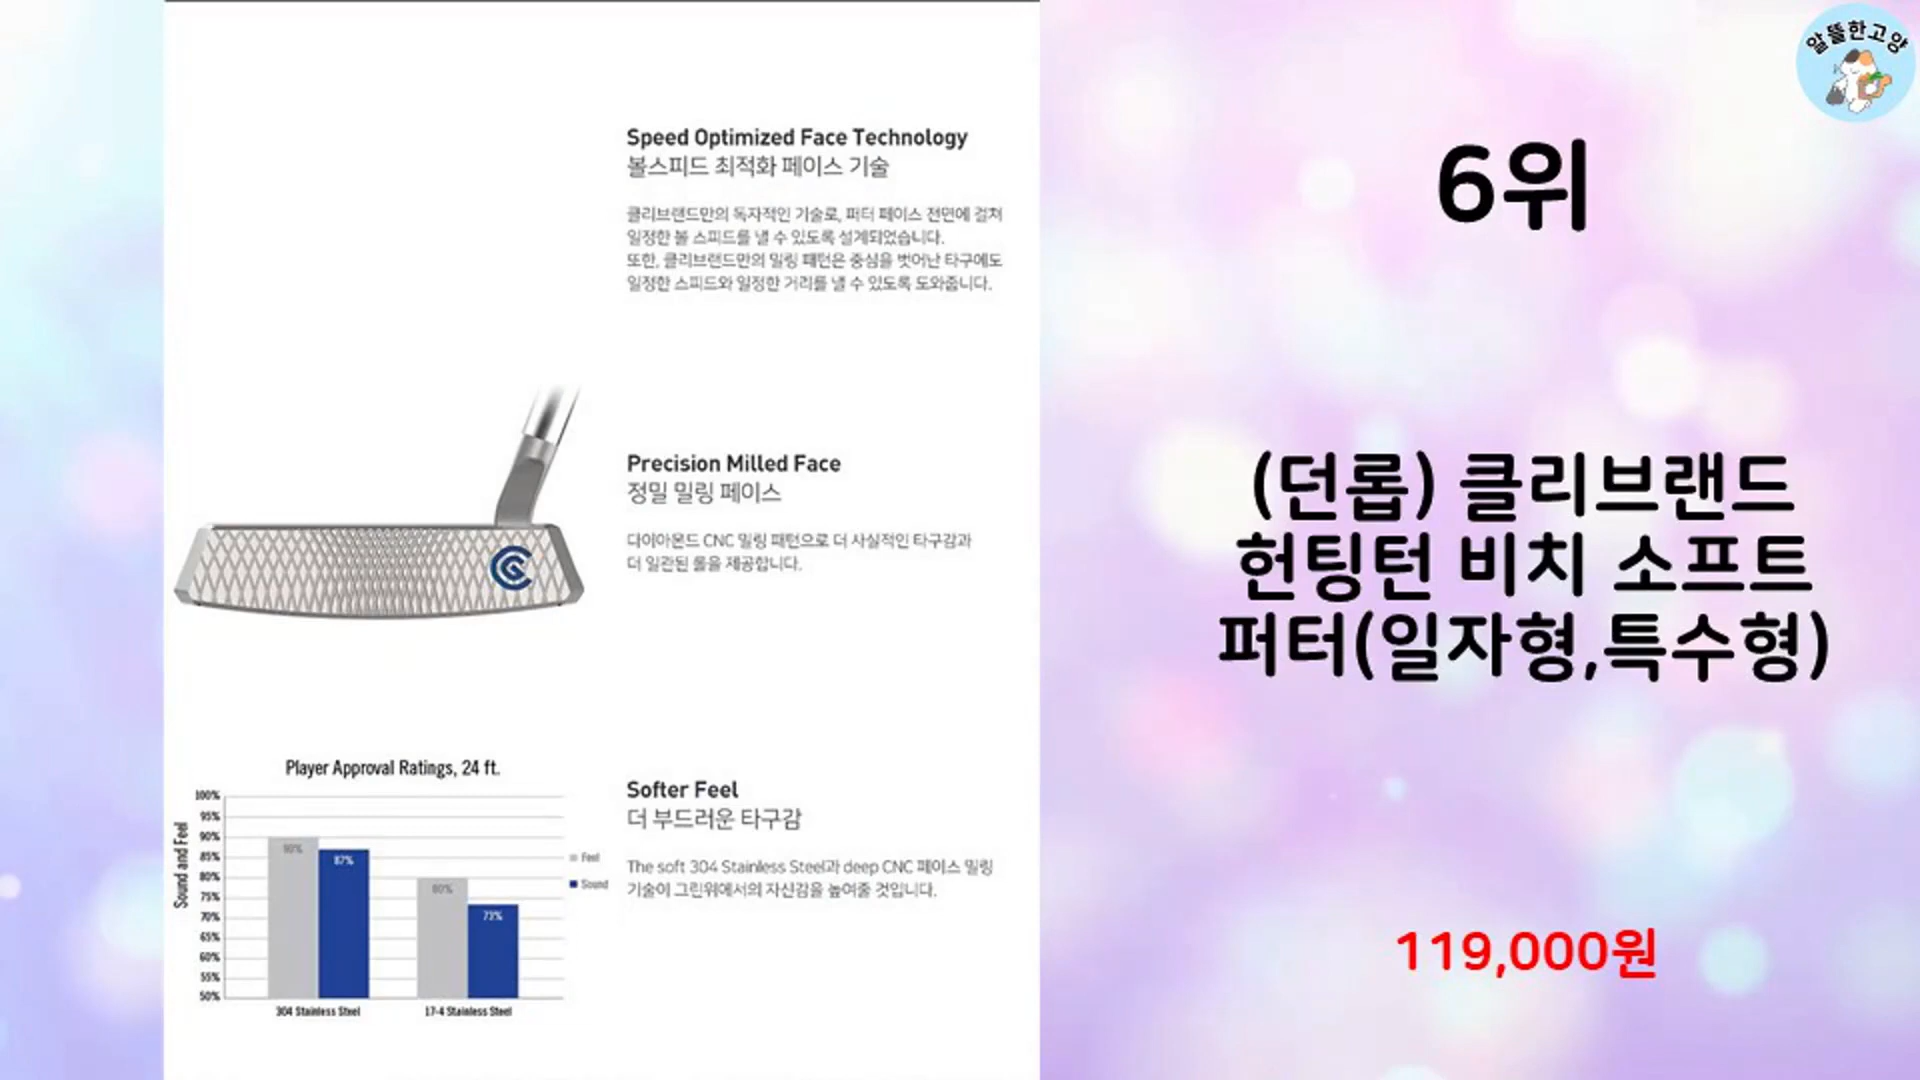 알뜰한고양
6위
(던롭) 클리브랜드
헌팅턴 비치 소프트
퍼터(일자형,특수형)
119,000원
Speed Optimized Face Technology
볼스피드 최적화 페이스 기술
클리브랜드만의 독자적인 기술로, 퍼터 페이스 전면에 걸쳐
일정한 볼 스피드를 낼 수 있도록 설계되었습니다.
또한, 클리브랜드만의 밀링 패턴은 중심을 벗어난 타구에도
일정한 스피드와 일정한 거리를 낼 수 있도록 도와줍니다.
Precision Milled Face
정밀 밀링 페이스
다이아몬드 CNC 밀링 패턴으로 더 사실적인 타구감과
더 일관된 롤을 제공합니다.
Softer Feel
더 부드러운 타구감
The soft 304 Stainless Steel과 deep CNC 페이스 밀링
기술이 그린위에서의 자신감을 높여줄 것입니다.
Player Approval Ratings, 24 ft.
Sound and Feel
100%
95%
90%
85%
80%
75%
70%
65%
60%
55%
50%
90%
87%
80%
73%
Feel
Sound
304 Stainless Steel
17-4 Stainless Steel